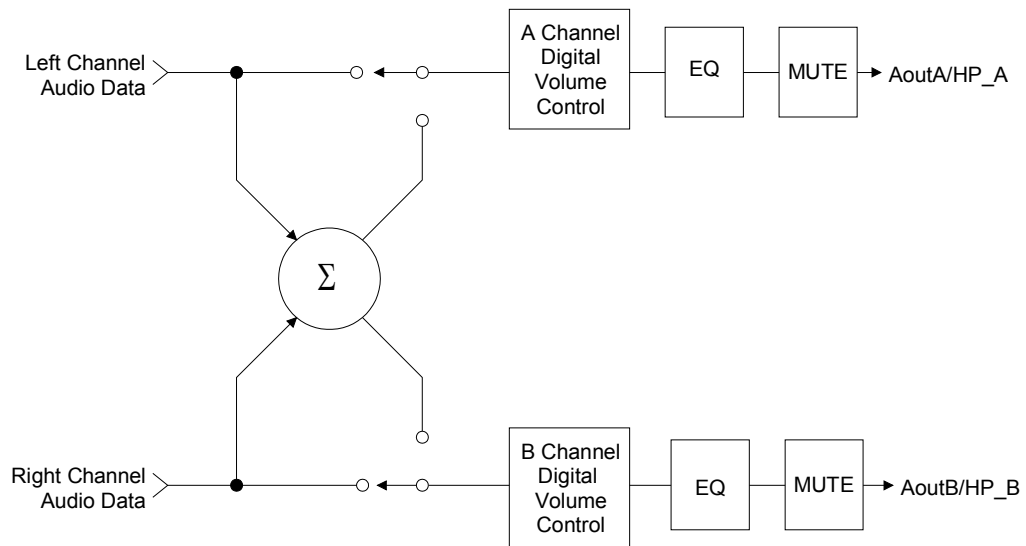 Left Channel
Audio Data
A Channel
Digital
Volume
Control
EQ
MUTE
AoutA/HP_A
Σ
Right Channel
Audio Data
B Channel
Digital
Volume
Control
EQ
MUTE
AoutB/HP_B